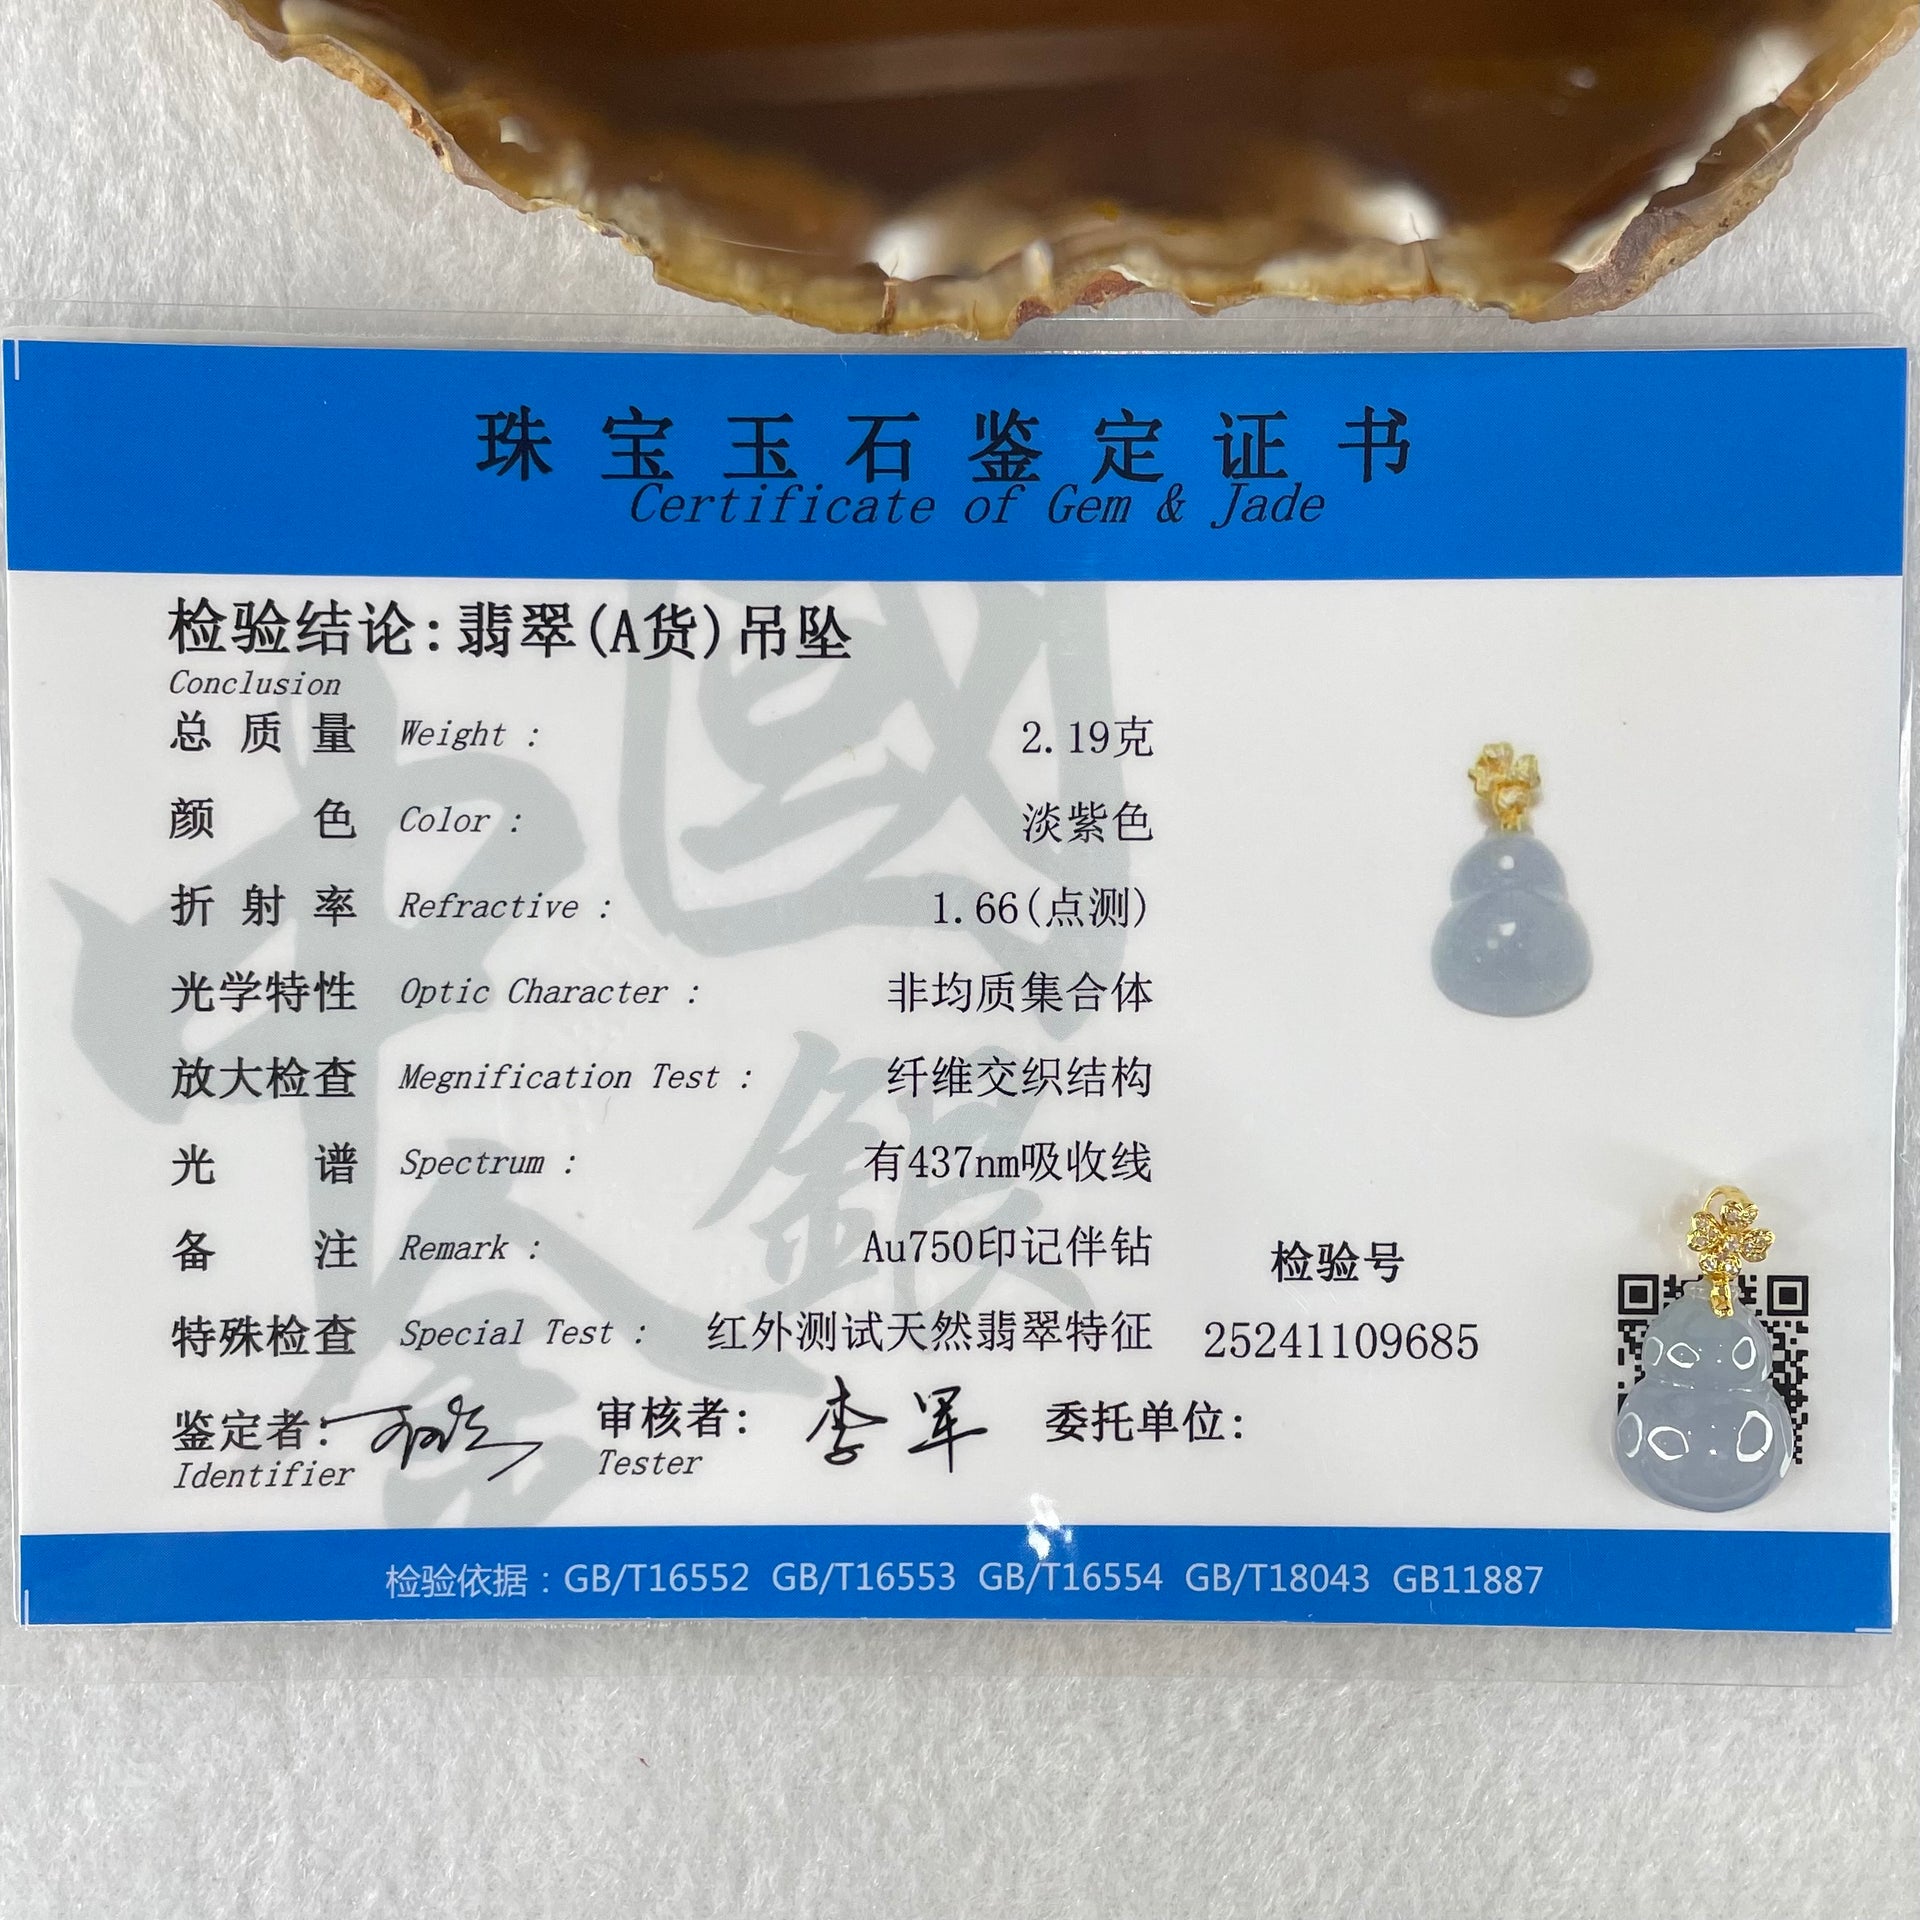 珠宝玉石鉴定证书
Certificate of Gem & Jade
检验结论:翡翠(A货)吊坠
Conclusion
总质量 Weight : 2.19克
颜色 Color : 淡紫色
折射率 Refractive : 1.66(点测)
光学特性 Optic Character : 非均质集合体
放大检查 Megnification Test : 纤维交织结构
光谱 Spectrum : 有437nm吸收线
备注 Remark : Au750印记伴钻
检验号
特殊检查 Special Test : 红外测试天然翡翠特征
25241109685
鉴定者: 审核者: 李军 委托单位:
Identifier Tester
检验依据：GB/T16552 GB/T16553 GB/T16554 GB/T18043 GB11887
中國金銀